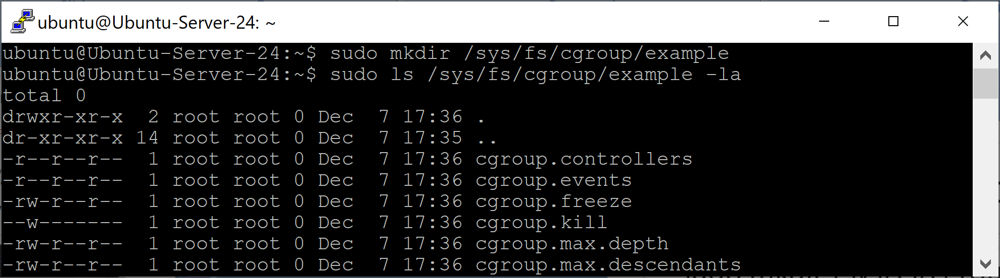 ubuntu@Ubuntu-Server-24: ~
ubuntu@Ubuntu-Server-24:~$ sudo mkdir /sys/fs/cgroup/example
ubuntu@Ubuntu-Server-24:~$ sudo ls /sys/fs/cgroup/example -la
total 0
drwxr-xr-x  2 root root 0 Dec  7 17:36 .
dr-xr-xr-x 14 root root 0 Dec  7 17:35 ..
-r--r--r--  1 root root 0 Dec  7 17:36 cgroup.controllers
-r--r--r--  1 root root 0 Dec  7 17:36 cgroup.events
-rw-r--r--  1 root root 0 Dec  7 17:36 cgroup.freeze
--w-------  1 root root 0 Dec  7 17:36 cgroup.kill
-rw-r--r--  1 root root 0 Dec  7 17:36 cgroup.max.depth
-rw-r--r--  1 root root 0 Dec  7 17:36 cgroup.max.descendants